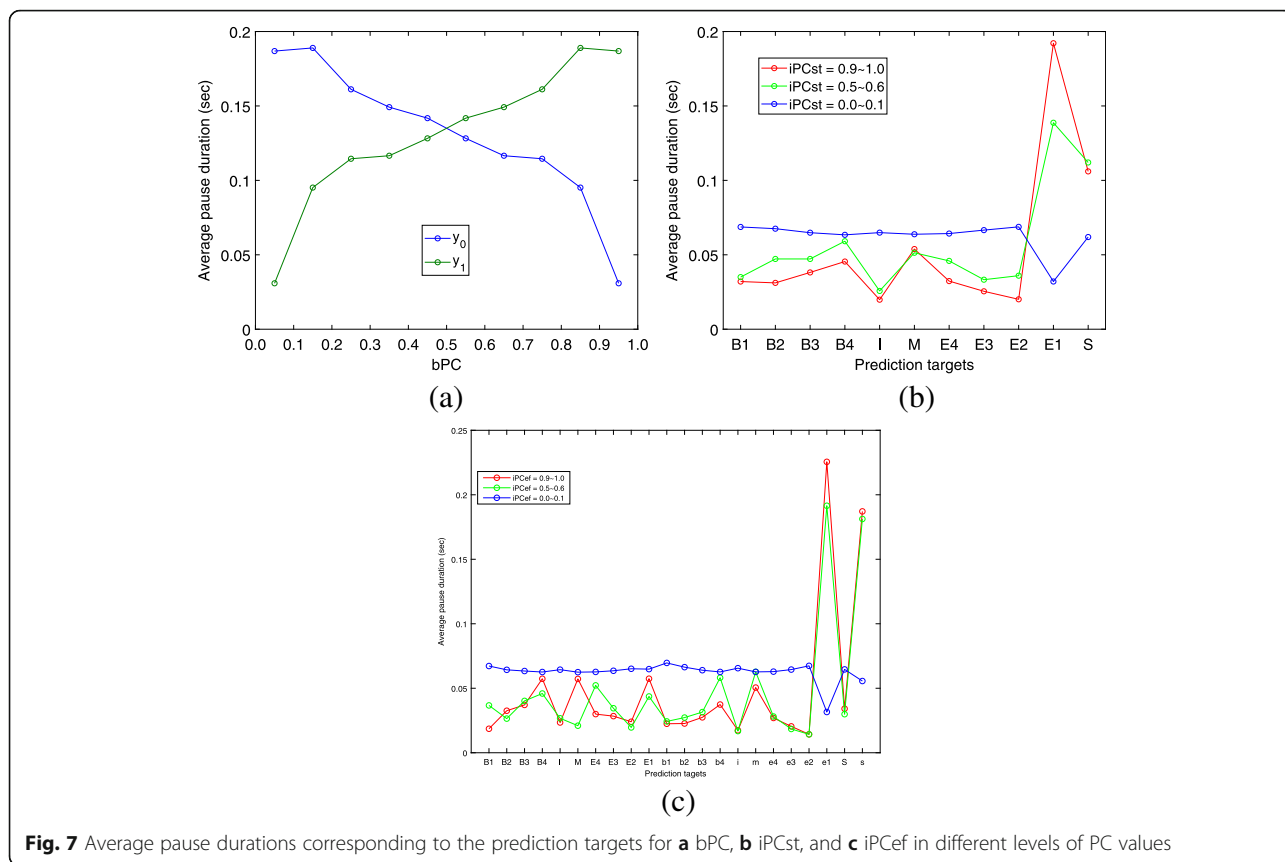 0.2
0.15
0.1
0.05
0
Average pause duration (sec)
y0
y1
0.0 0.1 0.2 0.3 0.4 0.5 0.6 0.7 0.8 0.9 1.0
bPC
(a)
0.2
0.15
0.1
0.05
0
Average pause duration (sec)
iPCst = 0.9~1.0
iPCst = 0.5~0.6
iPCst = 0.0~0.1
B1 B2 B3 B4 I M E4 E3 E2 E1 S
Prediction targets
(b)
0.25
0.2
0.15
0.1
0.05
0
Average pause duration (sec)
iPCef = 0.9~1.0
iPCef = 0.5~0.6
iPCef = 0.0~0.1
B1 B2 B3 B4 I M E4 E3 E2 E1 b1 b2 b3 b4 i m e4 e3 e2 e1 S s
Prediction tagets
(c)
Fig. 7 Average pause durations corresponding to the prediction targets for a bPC, b iPCst, and c iPCef in different levels of PC values